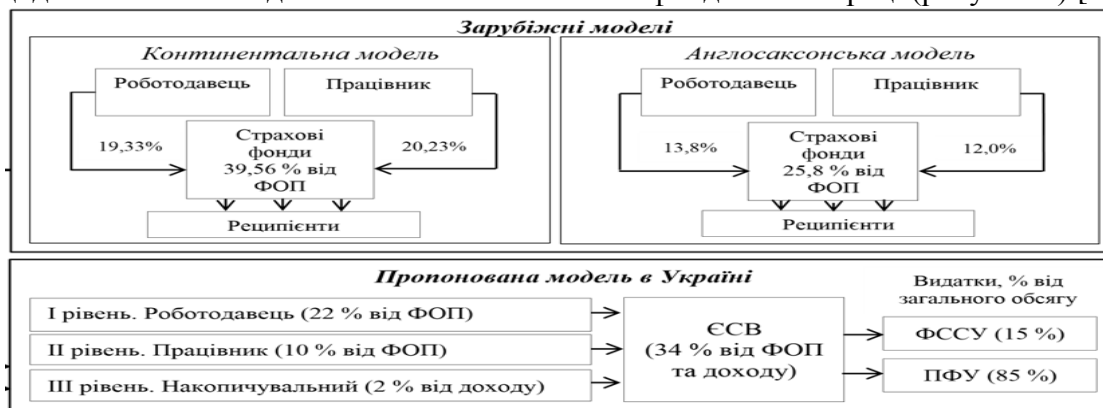 Зарубіжні моделі
Континентальна модель
Роботодавець
Працівник
19,33%
Страхові
фонди
39,56 % від
ФОП
20,23%
Реципієнти
Англосаксонська модель
Роботодавець
Працівник
13,8%
Страхові
фонди
25,8 % від
ФОП
12,0%
Реципієнти
Пропонована модель в Україні
І рівень. Роботодавець (22 % від ФОП)
ІІ рівень. Працівник (10 % від ФОП)
ІІІ рівень. Накопичувальний (2 % від доходу)
ЄСВ
(34 % від ФОП
та доходу)
Видатки, % від
загального обсягу
ФССУ (15 %)
ПФУ (85 %)